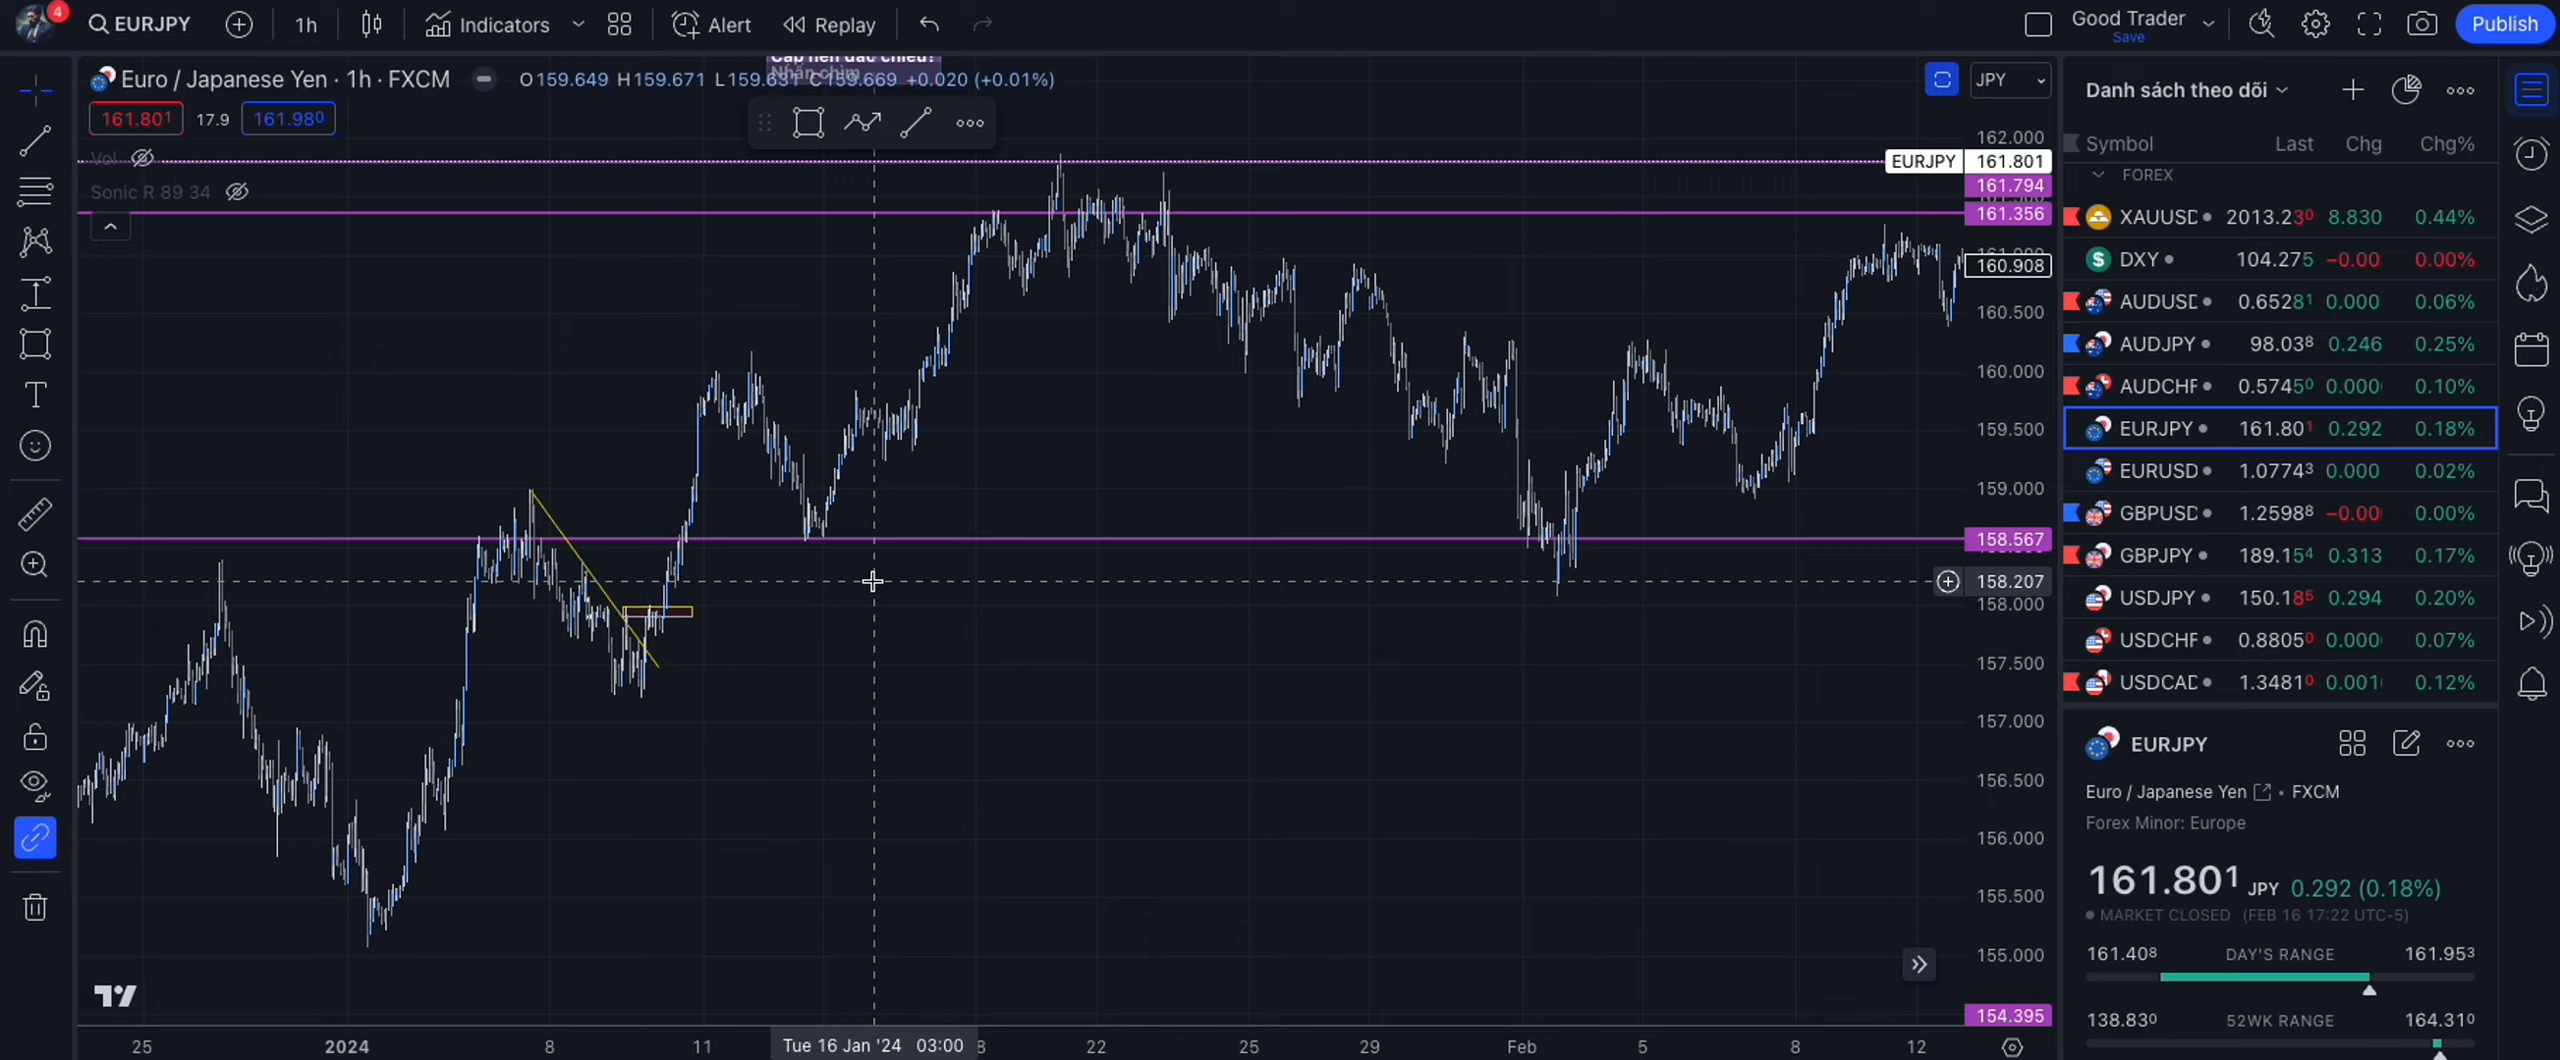 4
EURJPY
1h
Indicators
Alert
Replay
Good Trader
Save
Publish
Euro / Japanese Yen · 1h · FXCM
O159.649 H159.671 L159.631 C159.669 +0.020 (+0.01%)
Nhấn chìm
161.801 17.9 161.980
Vol
Sonic R 89 34
JPY
162.000
EURJPY 161.801
161.794
161.356
161.000
160.908
160.500
160.000
159.500
159.000
158.567
158.207
158.000
157.500
157.000
156.500
156.000
155.500
155.000
154.395
25 2024 8 11 Tue 16 Jan '24 03:00 8 22 25 29 Feb 5 8 12
Danh sách theo dõi
Symbol Last Chg Chg%
FOREX
XAUUSD 2013.230 8.830 0.44%
DXY 104.275 −0.00 0.00%
AUDUSD 0.65281 0.000 0.06%
AUDJPY 98.038 0.246 0.25%
AUDCHF 0.57450 0.000 0.10%
EURJPY 161.801 0.292 0.18%
EURUSD 1.07743 0.000 0.02%
GBPUSD 1.25988 −0.00 0.00%
GBPJPY 189.154 0.313 0.17%
USDJPY 150.185 0.294 0.20%
USDCHF 0.88050 0.000 0.07%
USDCAD 1.34810 0.001 0.12%
EURJPY
Euro / Japanese Yen • FXCM
Forex Minor: Europe
161.801 JPY 0.292 (0.18%)
MARKET CLOSED (FEB 16 17:22 UTC-5)
161.408 DAY'S RANGE 161.953
138.830 52WK RANGE 164.310